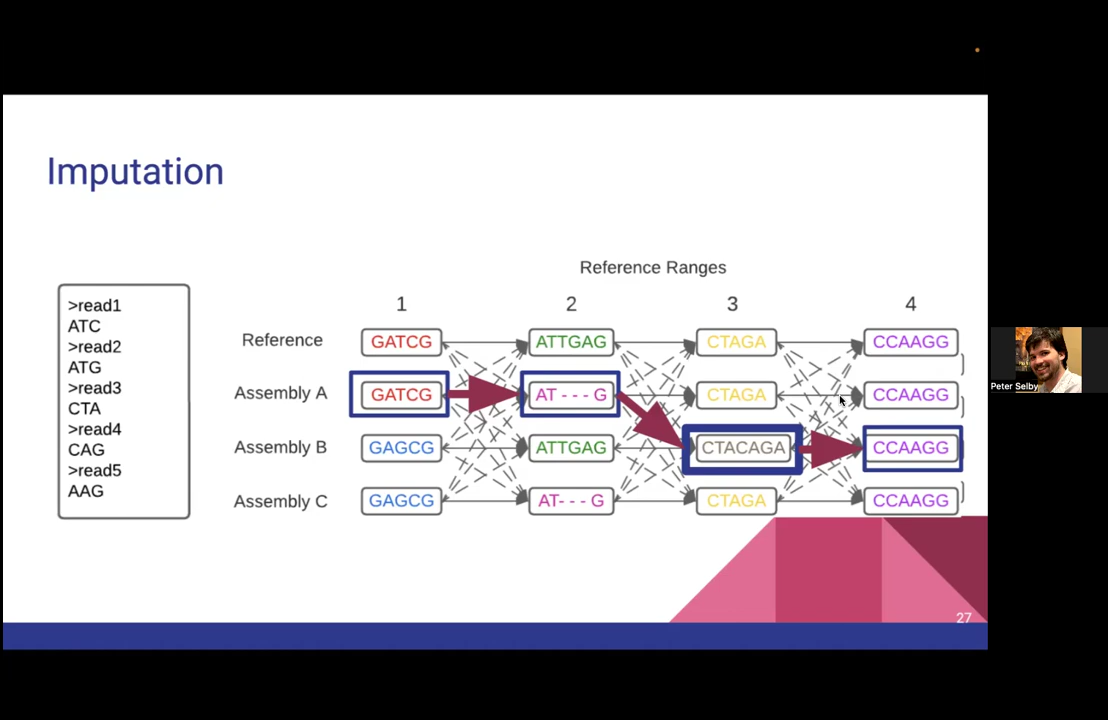 Imputation
Reference Ranges
>read1
ATC
>read2
ATG
>read3
CTA
>read4
CAG
>read5
AAG
1 2 3 4
Reference GATCG ATTGAG CTAGA CCAAGG
Assembly A GATCG AT - - - G CTAGA CCAAGG
Assembly B GAGCG ATTGAG CTACAGA CCAAGG
Assembly C GAGCG AT- - - G CTAGA CCAAGG
27
Peter Selby